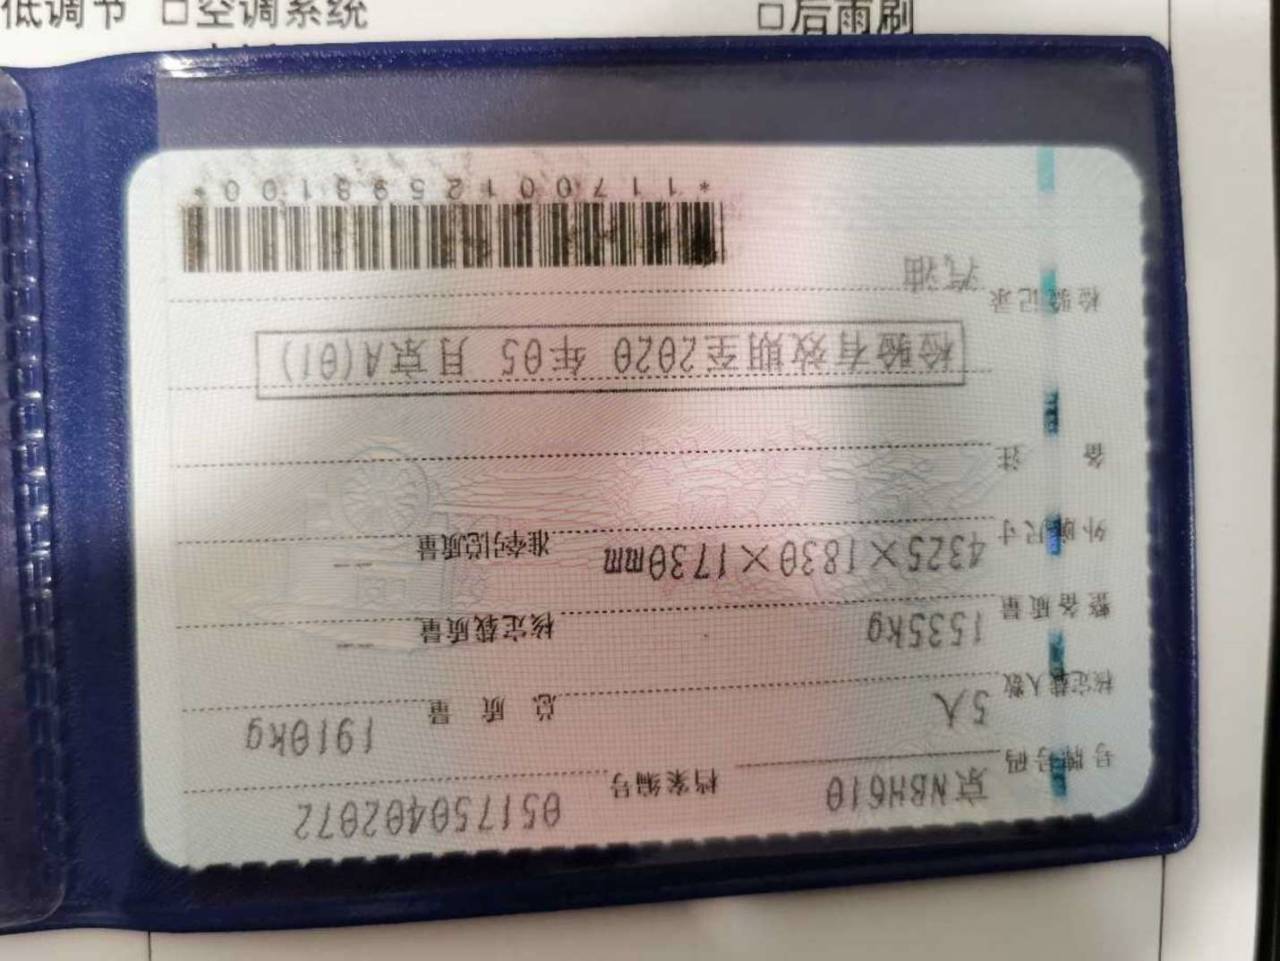 低调节 □空调系统 □后雨刷
号牌号码 京NBH610 档案编号 051750402072
核定载人数 5人 总质量 1910kg
整备质量 1535kg 核定载质量 --
外廓尺寸 4325×1830×1730mm 准牵引总质量 --
备注
检验有效期至2020年05月京A(01)
检验记录 汽油
*1170012598100*